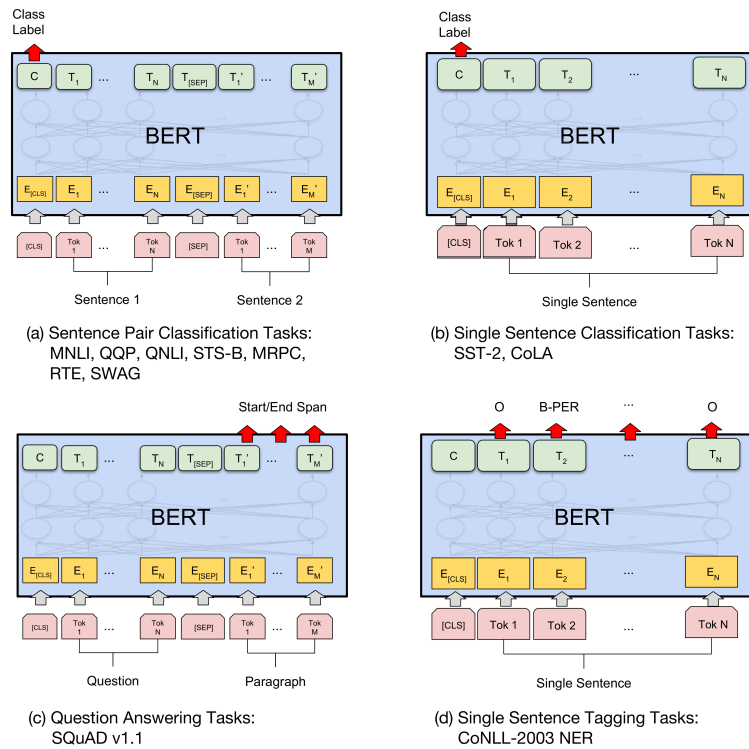 Class
Label
C T1 ... TN T[SEP] T1' ... TM'
...
BERT
...
E[CLS] E1 ... EN E[SEP] E1' ... EM'
[CLS] Tok 1 ... Tok N [SEP] Tok 1 ... Tok M
Sentence 1 Sentence 2
(a) Sentence Pair Classification Tasks:
MNLI, QQP, QNLI, STS-B, MRPC,
RTE, SWAG
Class
Label
C T1 T2 ... TN
...
BERT
...
E[CLS] E1 E2 ... EN
[CLS] Tok 1 Tok 2 ... Tok N
Single Sentence
(b) Single Sentence Classification Tasks:
SST-2, CoLA
Start/End Span
C T1 ... TN T[SEP] T1' ... TM'
...
BERT
...
E[CLS] E1 ... EN E[SEP] E1' ... EM'
[CLS] Tok 1 ... Tok N [SEP] Tok 1 ... Tok M
Question Paragraph
(c) Question Answering Tasks:
SQuAD v1.1
O B-PER ... O
C T1 T2 ... TN
...
BERT
...
E[CLS] E1 E2 ... EN
[CLS] Tok 1 Tok 2 ... Tok N
Single Sentence
(d) Single Sentence Tagging Tasks:
CoNLL-2003 NER